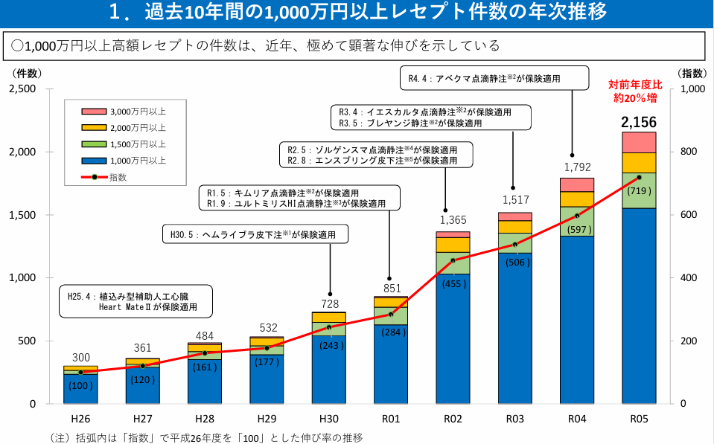 1．過去10年間の1,000万円以上レセプト件数の年次推移
○1,000万円以上高額レセプトの件数は、近年、極めて顕著な伸びを示している
(件数)
(指数)
2,500
2,000
1,500
1,000
500
0
1,000
800
600
400
200
0
3,000万円以上
2,000万円以上
1,500万円以上
1,000万円以上
指数
R4.4：アベクマ点滴静注※2が保険適用
対前年度比
約20％増
R3.4：イエスカルタ点滴静注※2が保険適用
R3.5：ブレヤンジ静注※2が保険適用
R2.5：ゾルゲンスマ点滴静注※4が保険適用
R2.8：エンスプリング皮下注※5が保険適用
R1.5：キムリア点滴静注※2が保険適用
R1.9：ユルトミリスHI点滴静注※3が保険適用
H30.5：ヘムライブラ皮下注※1が保険適用
H25.4：植込み型補助人工心臓
Heart MateⅡが保険適用
300
361
484
532
728
851
1,365
1,517
1,792
2,156
(100)
(120)
(161)
(177)
(243)
(284)
(455)
(506)
(597)
(719)
H26
H27
H28
H29
H30
R01
R02
R03
R04
R05
（注）括弧内は「指数」で平成26年度を「100」とした伸び率の推移